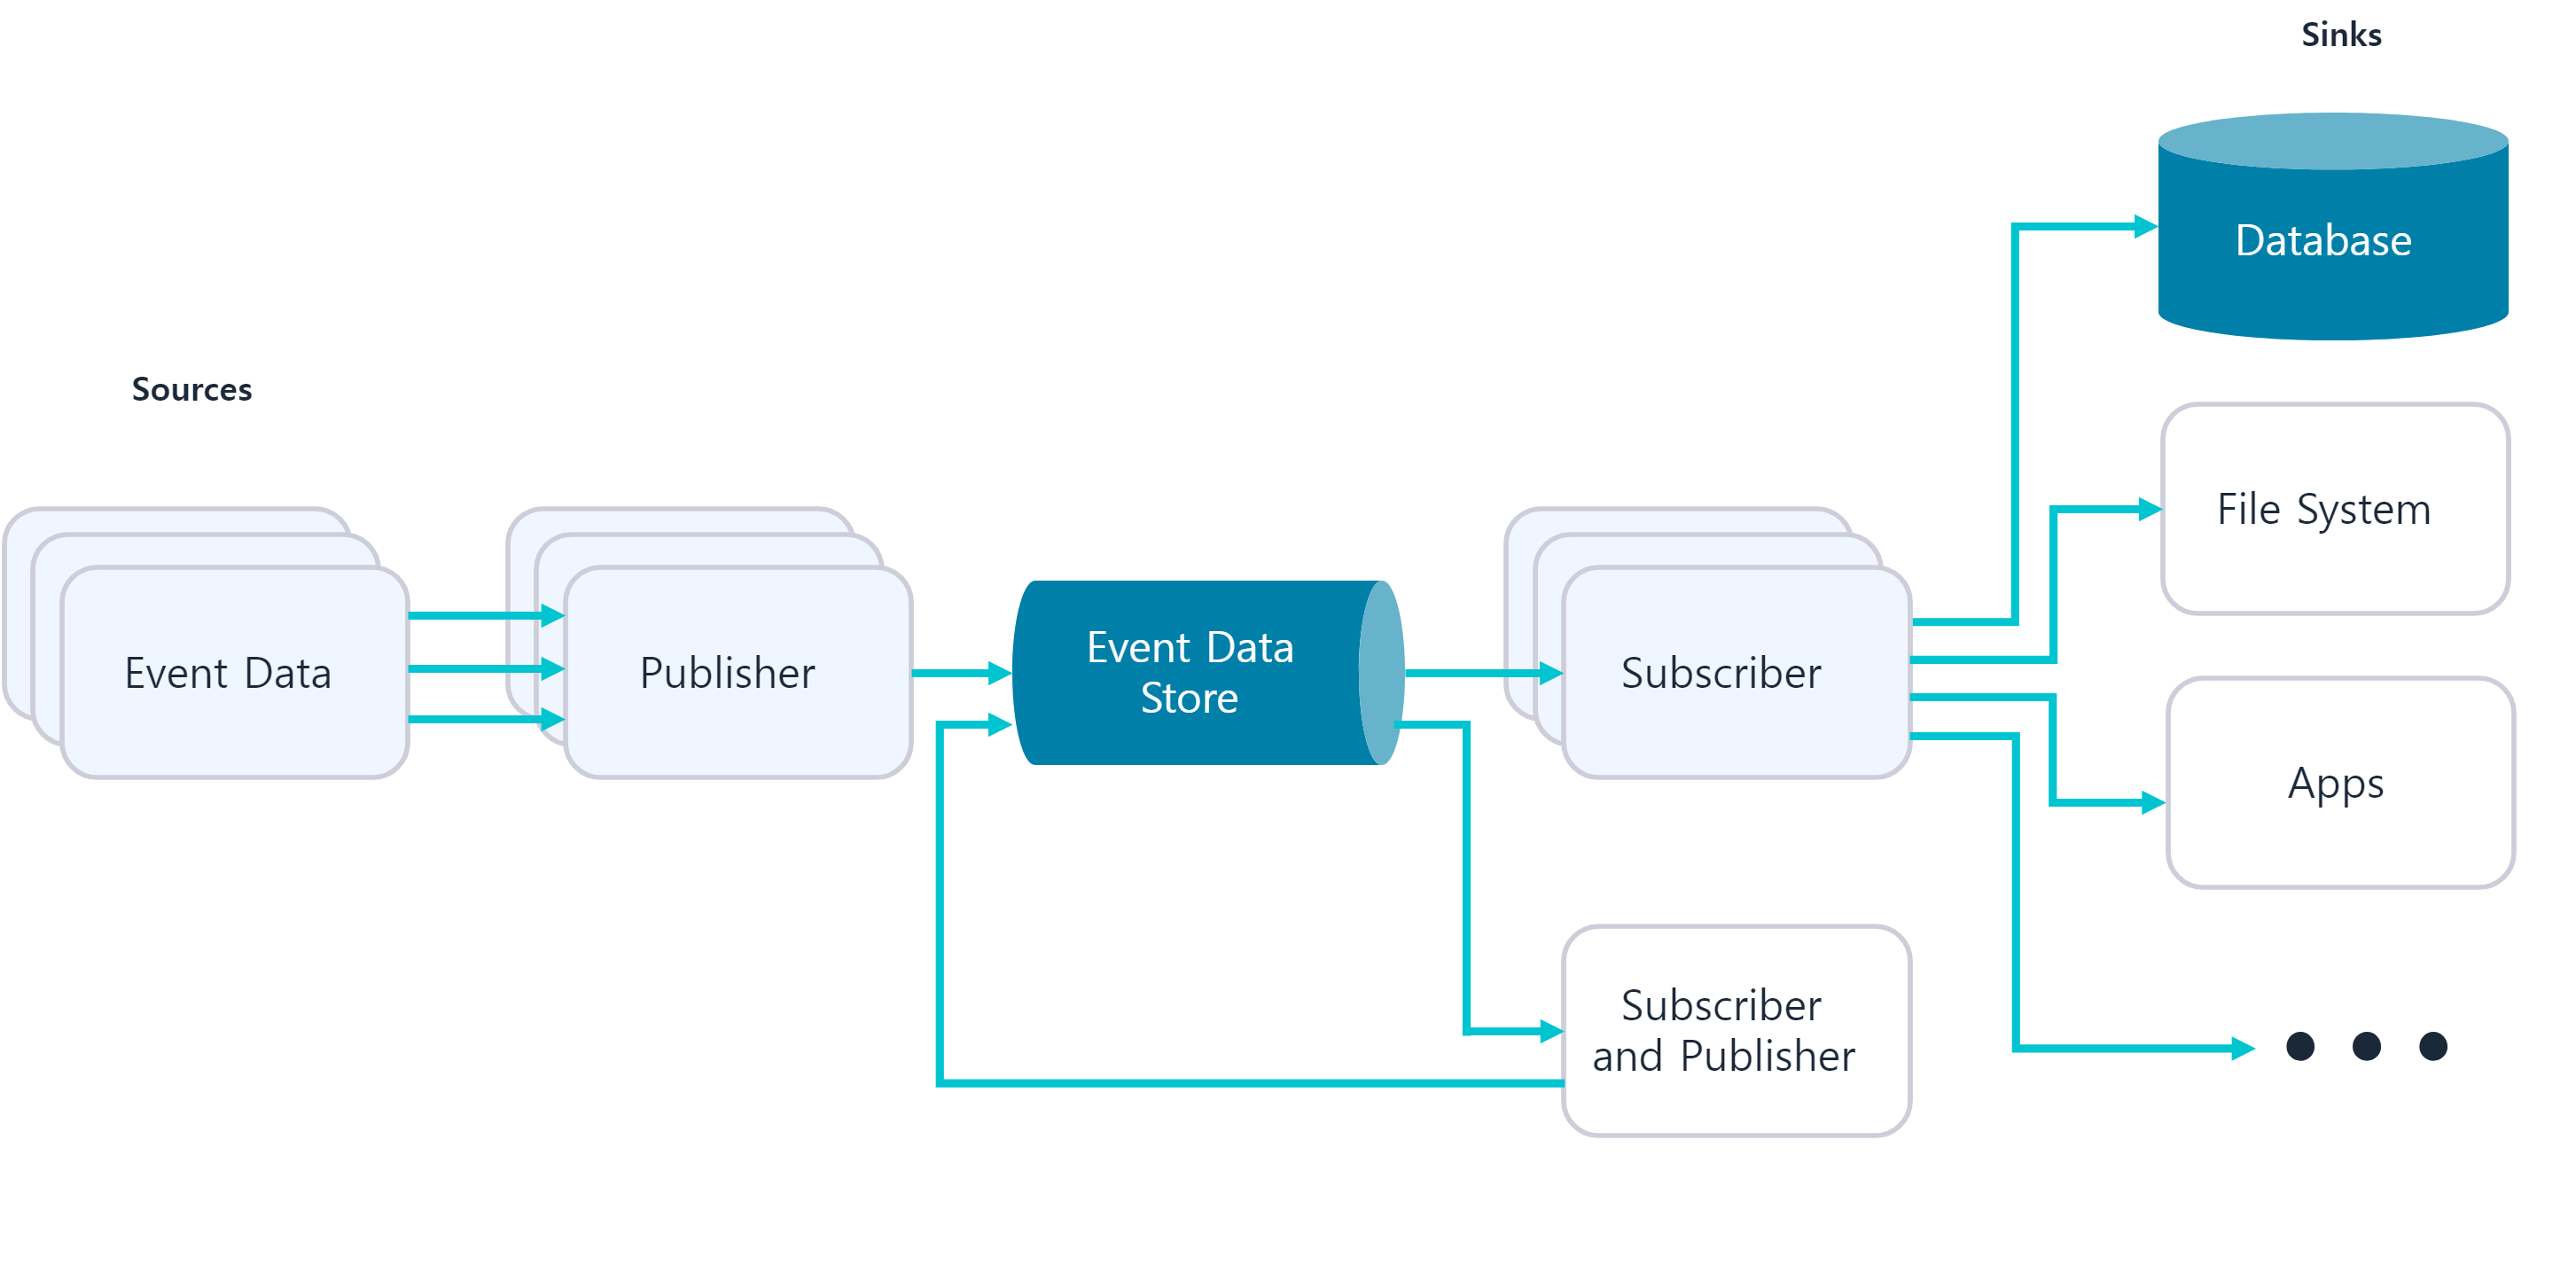 Sinks
Database
Sources
File System
Event Data
Publisher
Event Data
Store
Subscriber
Apps
Subscriber
and Publisher